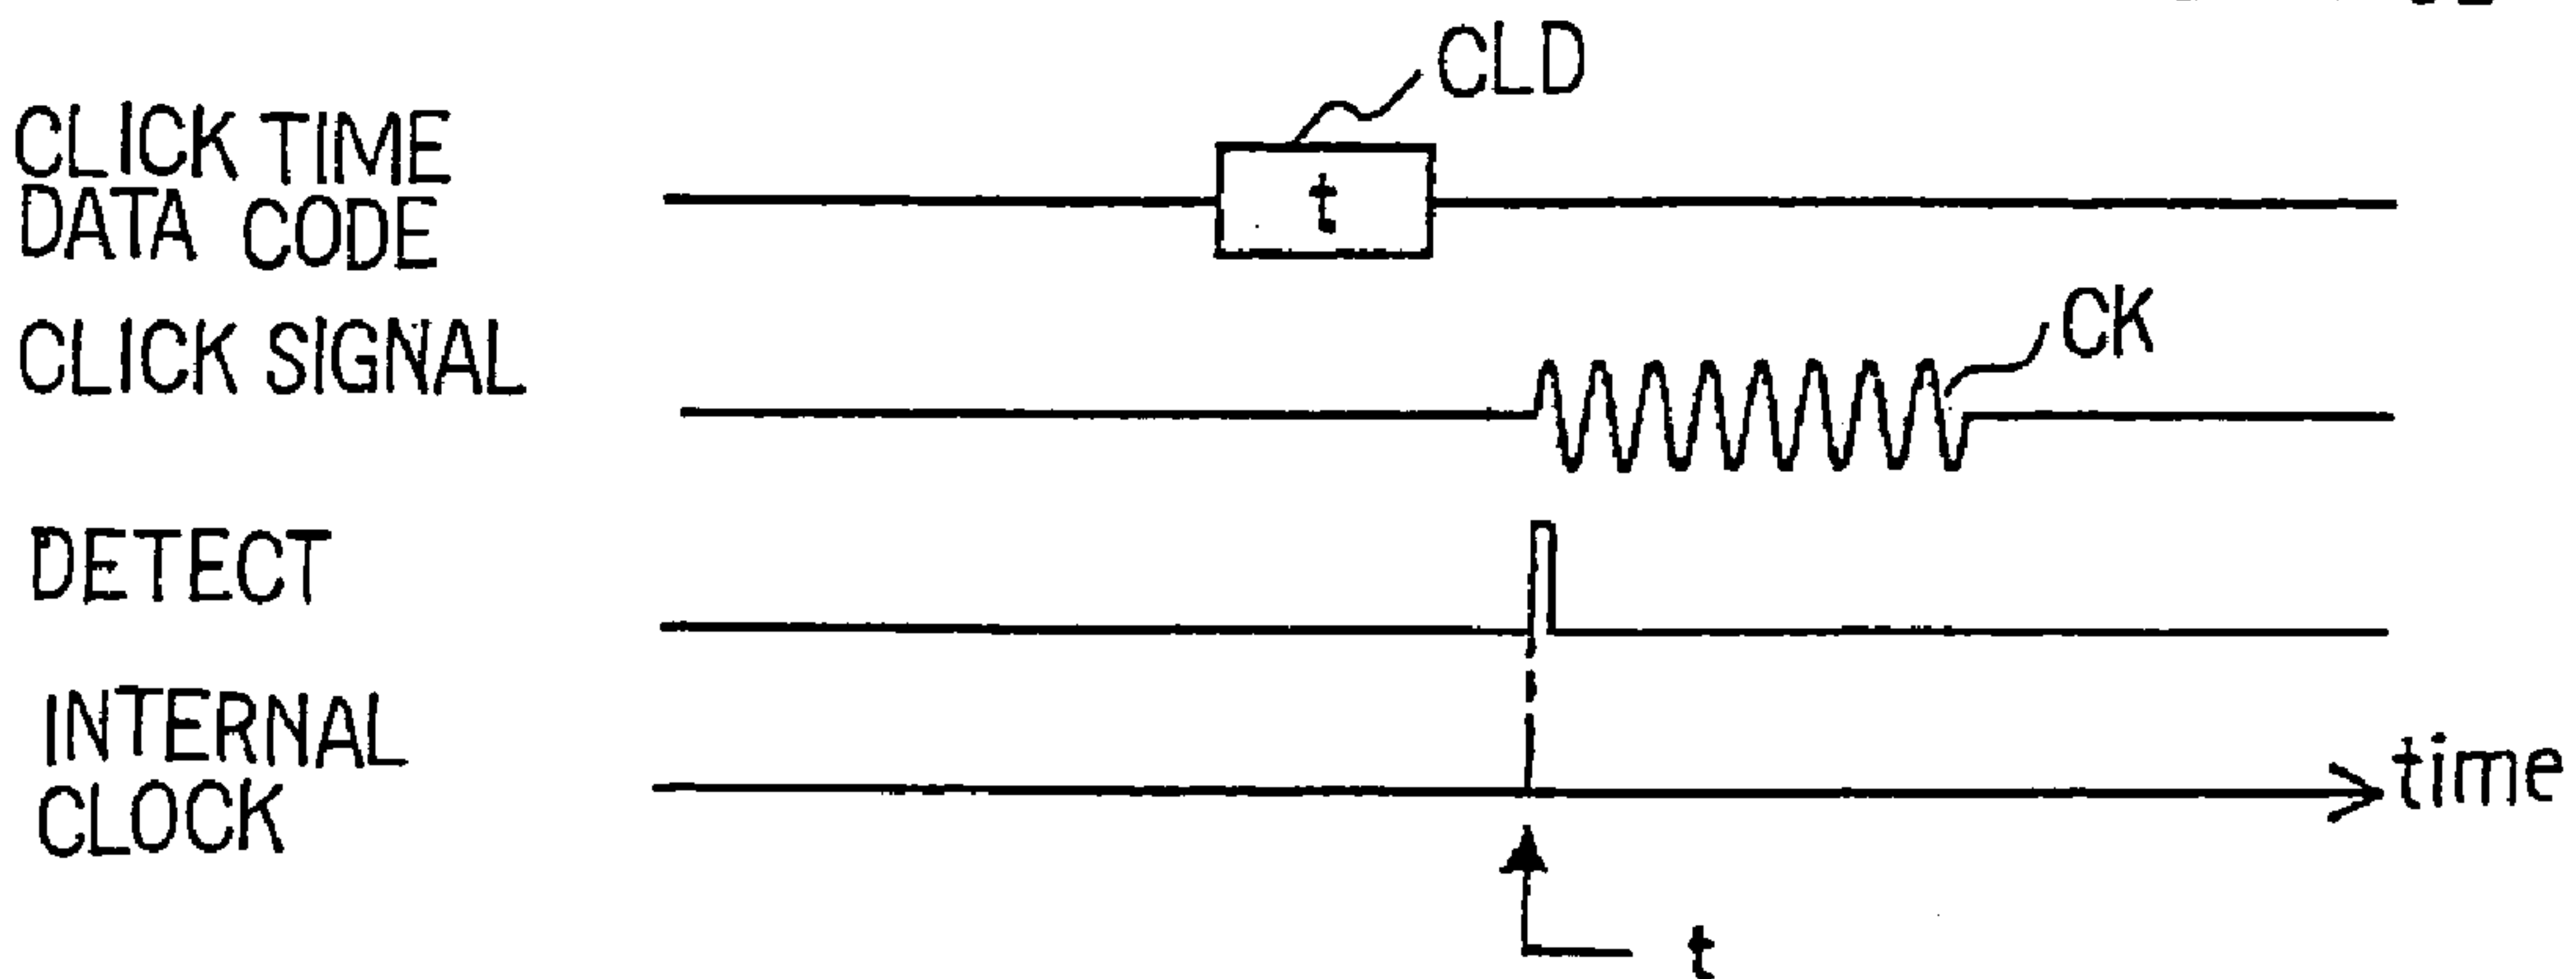 CLD
CLICK TIME
DATA CODE
t
CLICK SIGNAL
CK
DETECT
INTERNAL
CLOCK
time
t